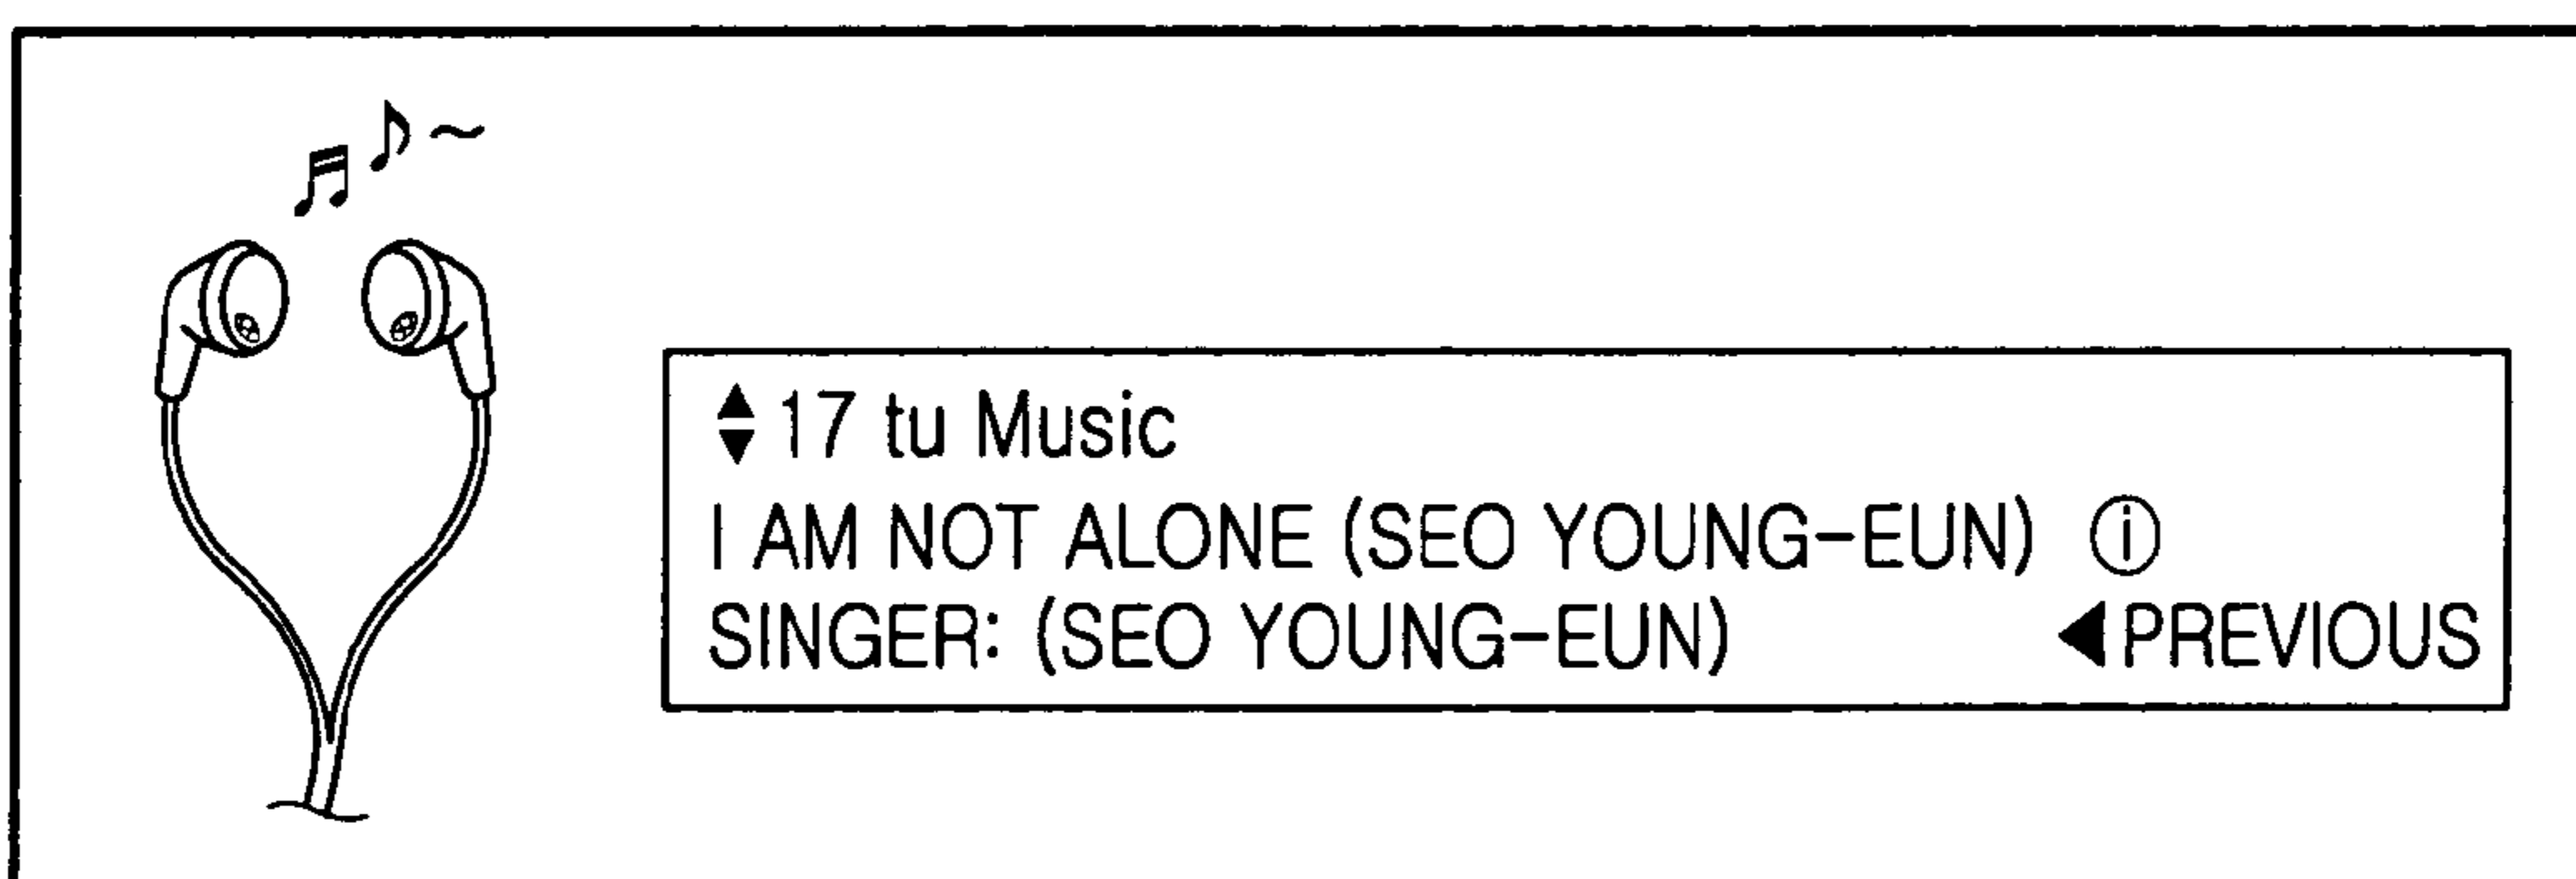 17 tu Music
I AM NOT ALONE (SEO YOUNG-EUN) ⓘ
SINGER: (SEO YOUNG-EUN) ◀PREVIOUS